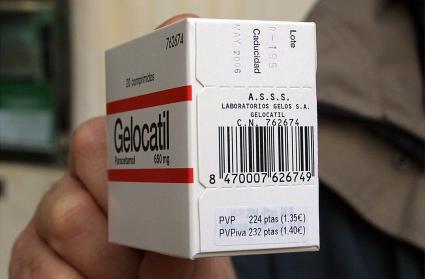 762674
20 comprimidos
Gelocatil
Paracetamol
650 mg
Lote
P-195
Caducidad
MAY 2006
A.S.S.S.
LABORATORIOS GELOS S.A.
GELOCATIL
C.N. 762674
8 470007 626749
PVP 224 ptas (1.35€)
PVPiva 232 ptas (1.40€)